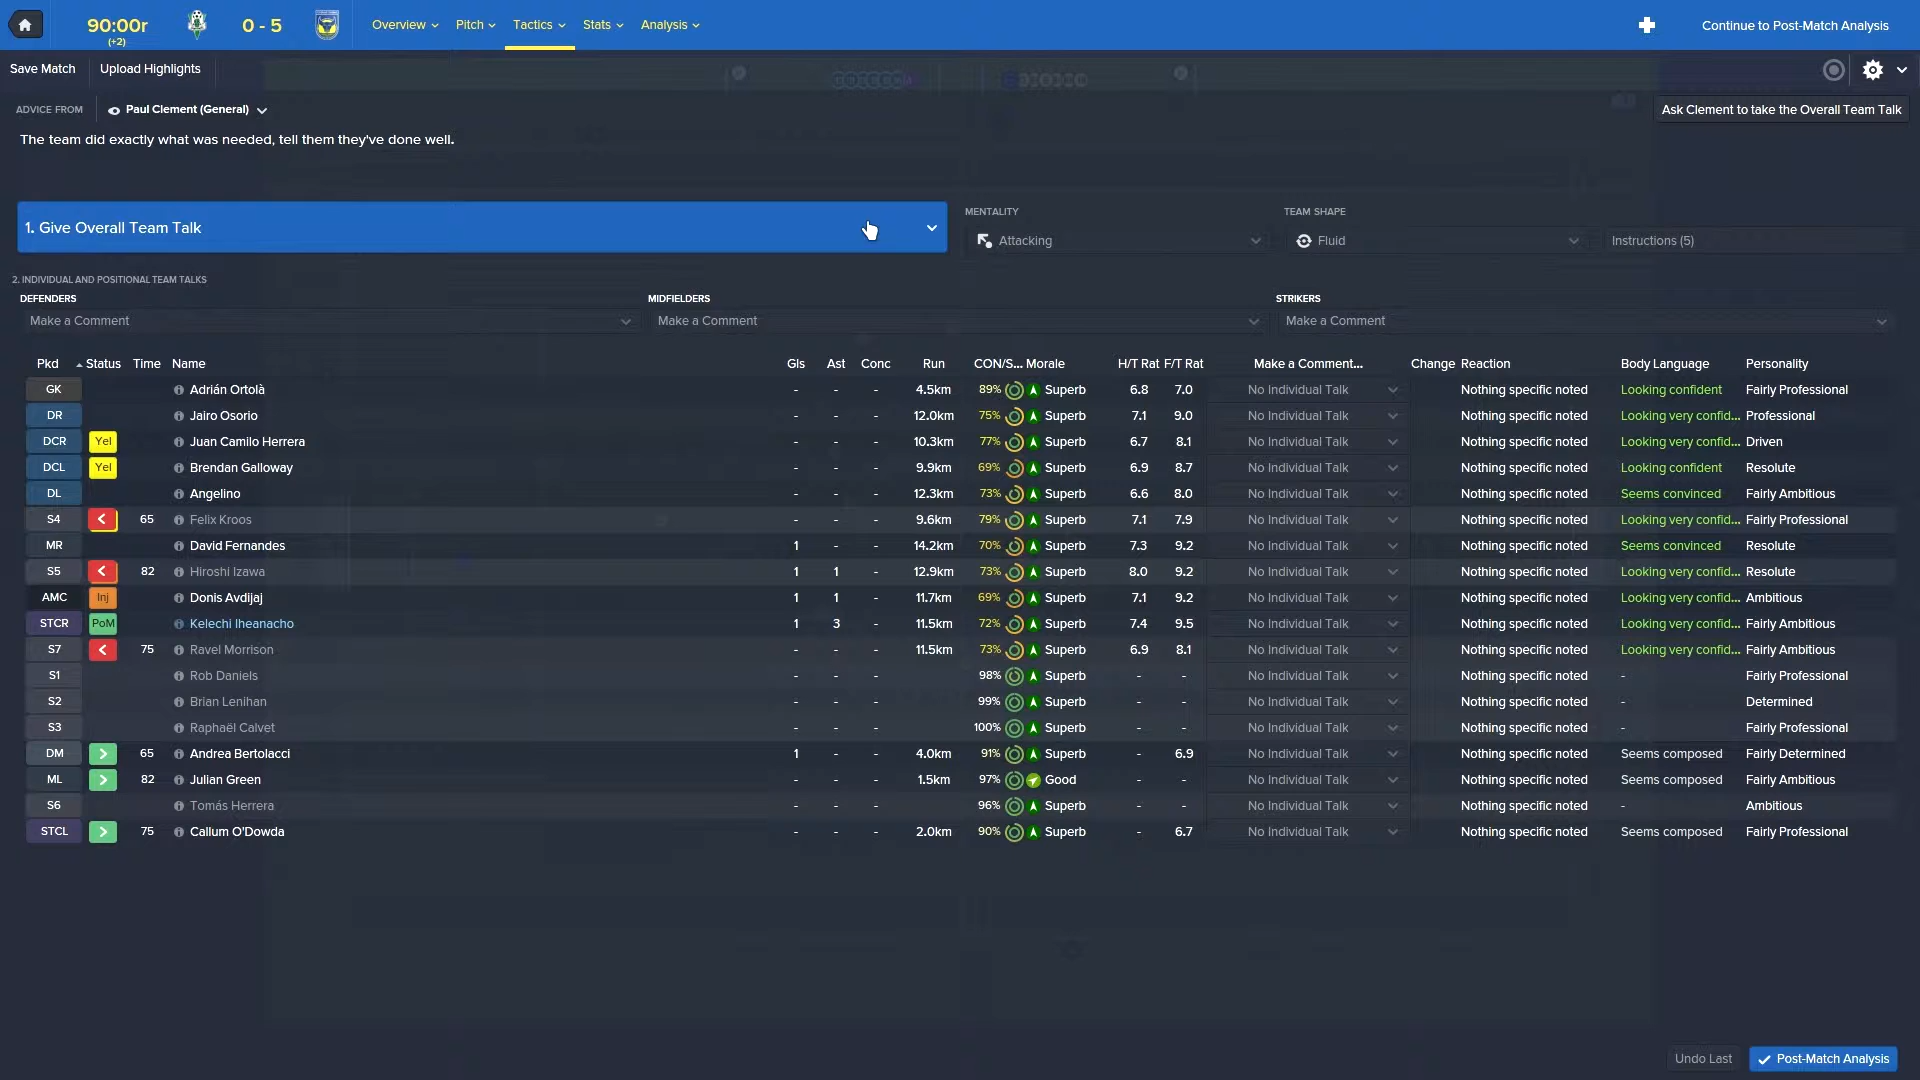 90:00r
(+2)
0 - 5
Overview Pitch Tactics Stats Analysis
Continue to Post-Match Analysis
Save Match Upload Highlights
ADVICE FROM Paul Clement (General)
Ask Clement to take the Overall Team Talk
The team did exactly what was needed, tell them they've done well.
1. Give Overall Team Talk
MENTALITY TEAM SHAPE
Attacking Fluid Instructions (5)
2. INDIVIDUAL AND POSITIONAL TEAM TALKS
DEFENDERS MIDFIELDERS STRIKERS
Make a Comment Make a Comment Make a Comment
Pkd Status Time Name Gls Ast Conc Run CON/S... Morale H/T Rat F/T Rat Make a Comment... Change Reaction Body Language Personality
GK Adrián Ortolà - - - 4.5km 89% Superb 6.8 7.0 No Individual Talk Nothing specific noted Looking confident Fairly Professional
DR Jairo Osorio - - - 12.0km 75% Superb 7.1 9.0 No Individual Talk Nothing specific noted Looking very confid... Professional
DCR Yel Juan Camilo Herrera - - - 10.3km 77% Superb 6.7 8.1 No Individual Talk Nothing specific noted Looking very confid... Driven
DCL Yel Brendan Galloway - - - 9.9km 69% Superb 6.9 8.7 No Individual Talk Nothing specific noted Looking confident Resolute
DL Angelino - - - 12.3km 73% Superb 6.6 8.0 No Individual Talk Nothing specific noted Seems convinced Fairly Ambitious
S4 65 Felix Kroos - - - 9.6km 79% Superb 7.1 7.9 No Individual Talk Nothing specific noted Looking very confid... Fairly Professional
MR David Fernandes 1 - - 14.2km 70% Superb 7.3 9.2 No Individual Talk Nothing specific noted Seems convinced Resolute
S5 82 Hiroshi Izawa 1 1 - 12.9km 73% Superb 8.0 9.2 No Individual Talk Nothing specific noted Looking very confid... Resolute
AMC Inj Donis Avdijaj 1 1 - 11.7km 69% Superb 7.1 9.2 No Individual Talk Nothing specific noted Looking very confid... Ambitious
STCR PoM Kelechi Iheanacho 1 3 - 11.5km 72% Superb 7.4 9.5 No Individual Talk Nothing specific noted Looking very confid... Fairly Ambitious
S7 75 Ravel Morrison - - - 11.5km 73% Superb 6.9 8.1 No Individual Talk Nothing specific noted Looking very confid... Fairly Ambitious
S1 Rob Daniels - - - 98% Superb - - No Individual Talk Nothing specific noted - Fairly Professional
S2 Brian Lenihan - - - 99% Superb - - No Individual Talk Nothing specific noted - Determined
S3 Raphaël Calvet - - - 100% Superb - - No Individual Talk Nothing specific noted - Fairly Professional
DM 65 Andrea Bertolacci 1 - - 4.0km 91% Superb - 6.9 No Individual Talk Nothing specific noted Seems composed Fairly Determined
ML 82 Julian Green - - - 1.5km 97% Good - - No Individual Talk Nothing specific noted Seems composed Fairly Ambitious
S6 Tomás Herrera - - - 96% Superb - - No Individual Talk Nothing specific noted - Ambitious
STCL 75 Callum O'Dowda - - - 2.0km 90% Superb - 6.7 No Individual Talk Nothing specific noted Seems composed Fairly Professional
Undo Last Post-Match Analysis